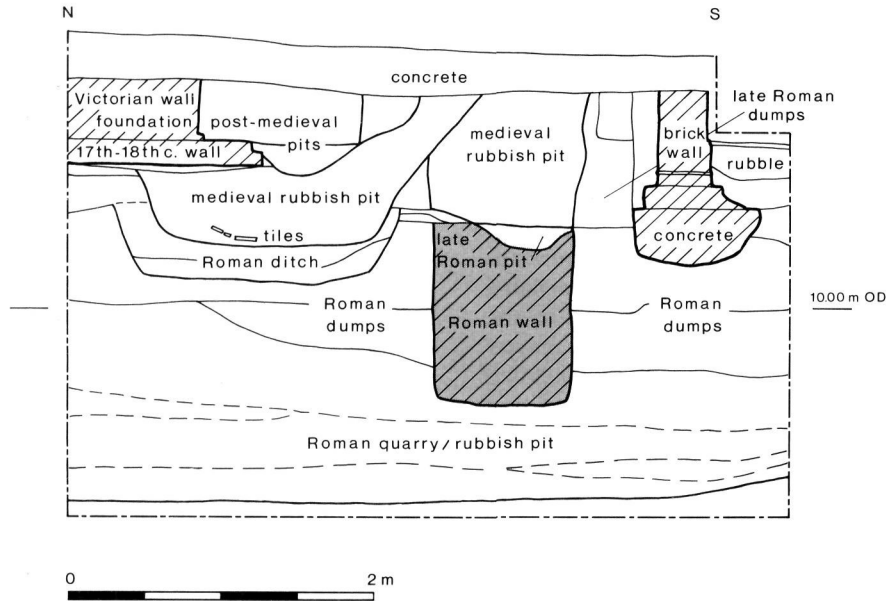 N
S
concrete
Victorian wall
foundation
post-medieval
pits
17th-18th c. wall
medieval rubbish pit
tiles
Roman ditch
medieval
rubbish pit
brick
wall
late Roman
dumps
rubble
concrete
late
Roman pit
Roman
dumps
Roman wall
Roman
dumps
10.00 m OD
Roman quarry/rubbish pit
0
2 m